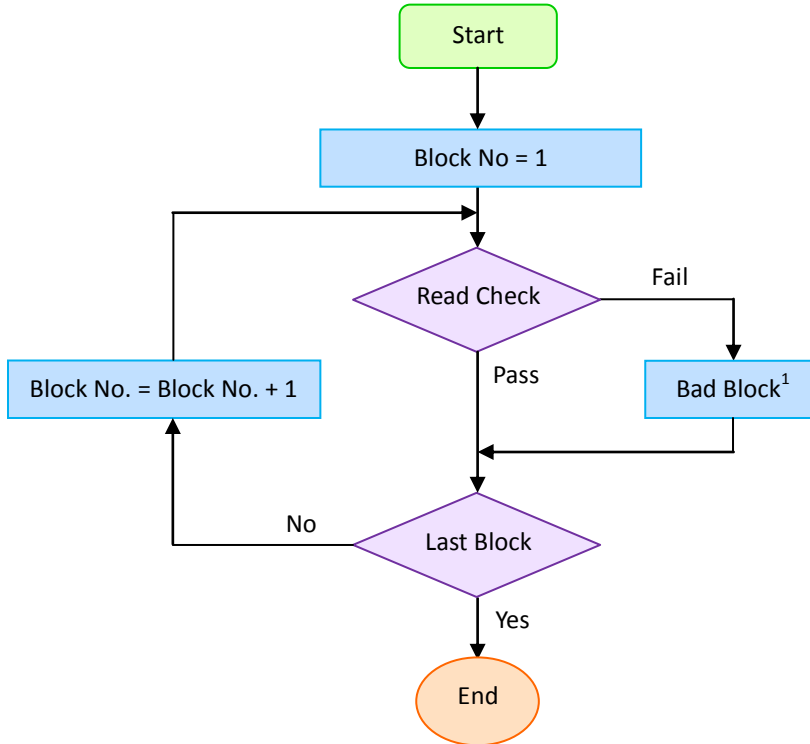 Start
Block No = 1
Read Check
Fail
Pass
Block No. = Block No. + 1
Bad Block¹
No
Last Block
Yes
End